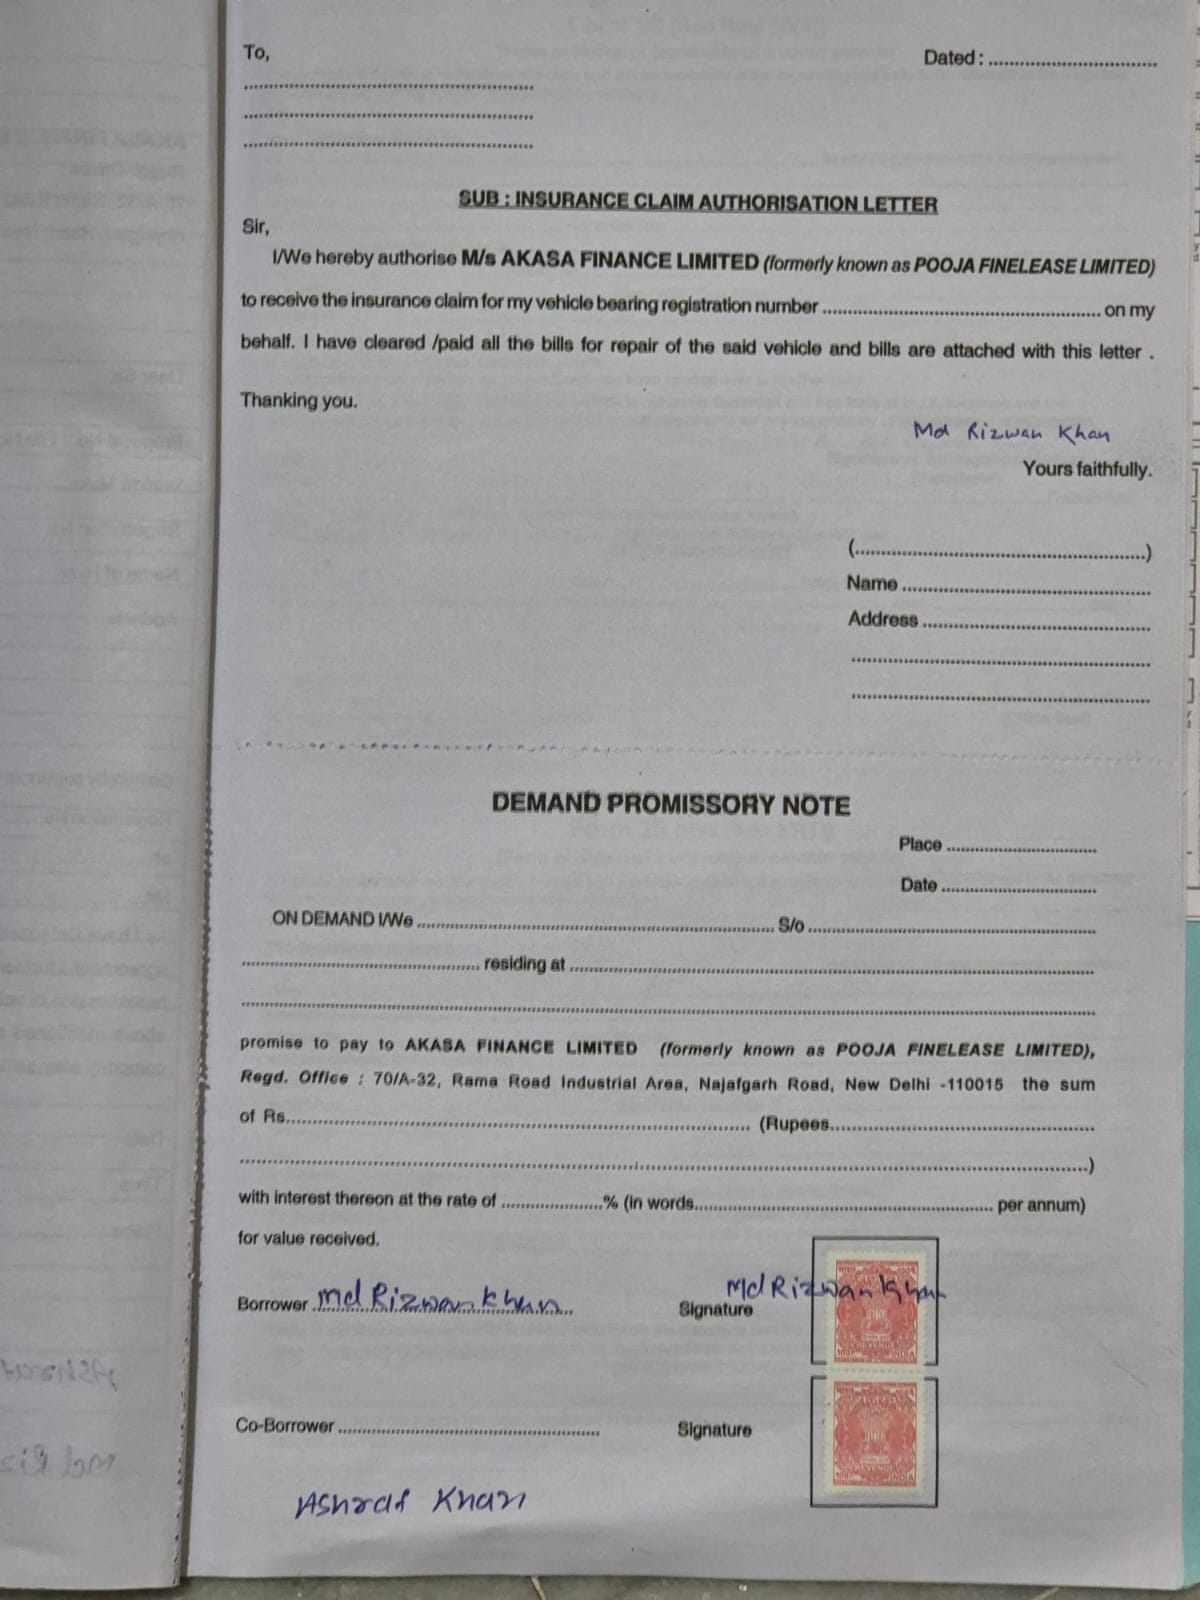 To,
Dated : ................................
........................................................
........................................................
........................................................
SUB : INSURANCE CLAIM AUTHORISATION LETTER
Sir,
I/We hereby authorise M/s AKASA FINANCE LIMITED (formerly known as POOJA FINELEASE LIMITED)
to receive the insurance claim for my vehicle bearing registration number ...................................................... on my
behalf. I have cleared /paid all the bills for repair of the said vehicle and bills are attached with this letter .
Thanking you.
Md Rizwan Khan
Yours faithfully.
(........................................................)
Name ................................................
Address ............................................
..........................................................
..........................................................
DEMAND PROMISSORY NOTE
Place .............................
Date ..............................
ON DEMAND I/We ...................................................................... S/o ........................................................
............................................... residing at ......................................................................................................
......................................................................................................................................................................
promise to pay to AKASA FINANCE LIMITED (formerly known as POOJA FINELEASE LIMITED),
Regd. Office : 70/A-32, Rama Road Industrial Area, Najafgarh Road, New Delhi -110015 the sum
of Rs........................................................................................... (Rupees....................................................
......................................................................................................................................................................)
with interest thereon at the rate of ....................% (in words.......................................................... per annum)
for value received.
Borrower Md Rizwan Khan Signature Md Rizwan Khan
REVENUE
INDIA
Co-Borrower ................................................... Signature
REVENUE
INDIA
Ashraf Khan